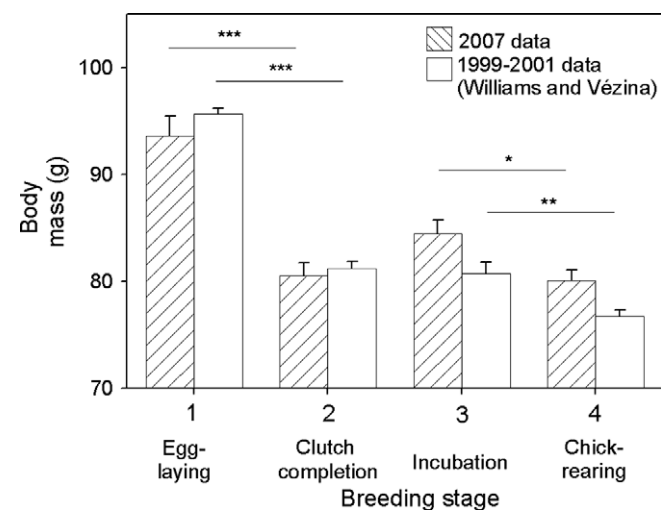 ***
***
2007 data
1999-2001 data
(Williams and Vézina)
*
**
100
90
80
70
Body
mass (g)
1 2 3 4
Egg-
laying
Clutch
completion
Incubation
Chick-
rearing
Breeding stage